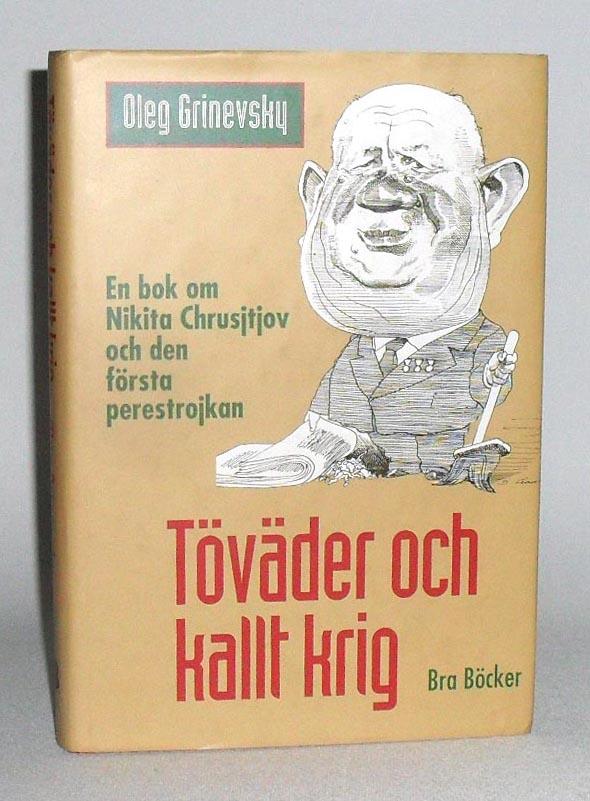 Oleg Grinevsky
En bok om
Nikita Chrusjtjov
och den
första
perestrojkan
Töväder och
kallt krig
Bra Böcker